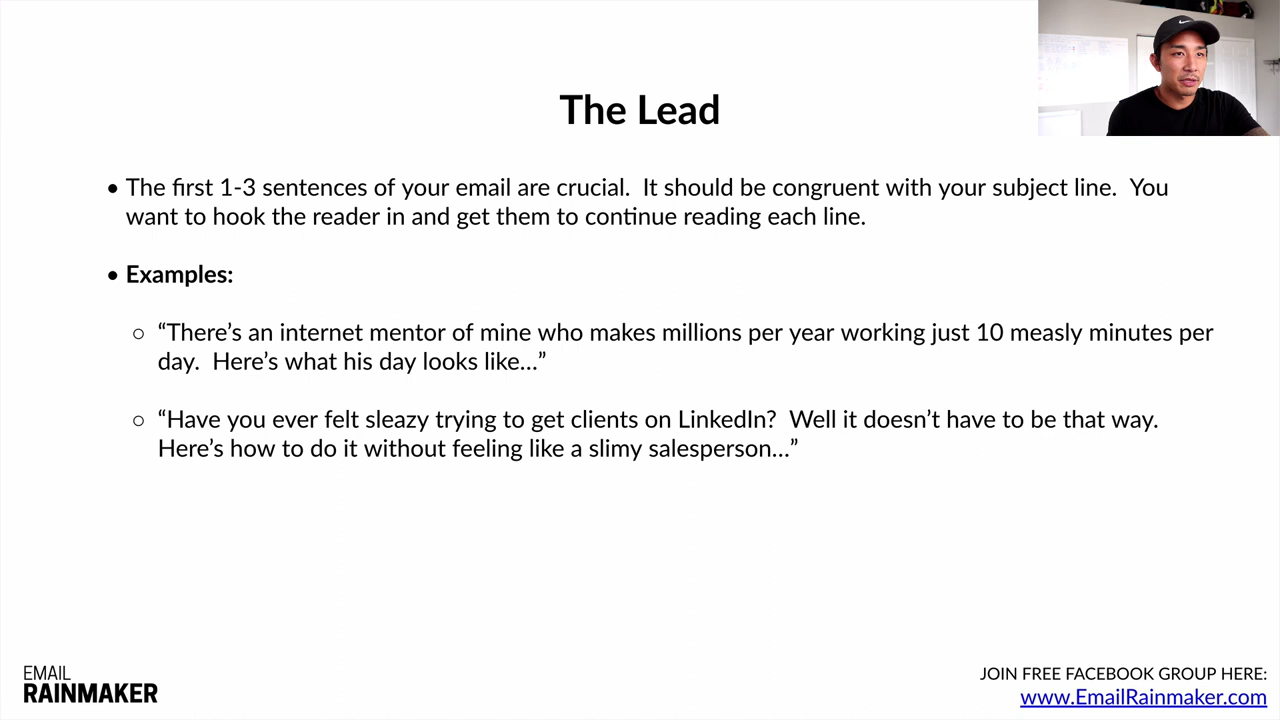 The Lead
• The first 1-3 sentences of your email are crucial.  It should be congruent with your subject line.  You
want to hook the reader in and get them to continue reading each line.
• Examples:
○ “There’s an internet mentor of mine who makes millions per year working just 10 measly minutes per
day.  Here’s what his day looks like...”
○ “Have you ever felt sleazy trying to get clients on LinkedIn?  Well it doesn’t have to be that way.
Here’s how to do it without feeling like a slimy salesperson...”
EMAIL
RAINMAKER
JOIN FREE FACEBOOK GROUP HERE:
www.EmailRainmaker.com